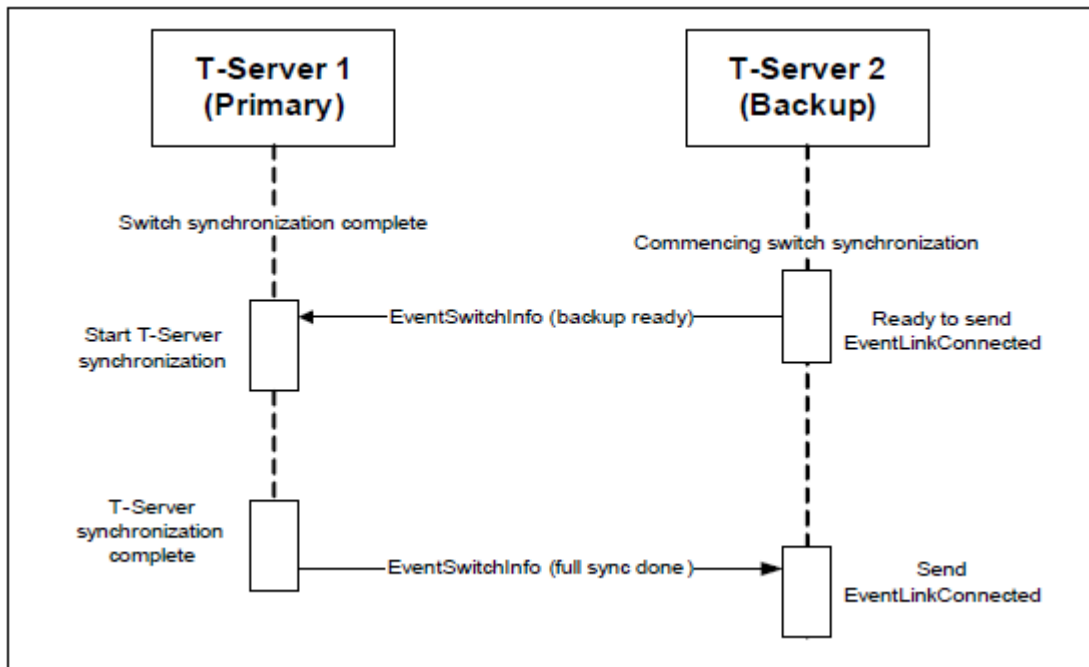 T-Server 1
(Primary)
T-Server 2
(Backup)
Switch synchronization complete
Commencing switch synchronization
Start T-Server
synchronization
EventSwitchInfo (backup ready)
Ready to send
EventLinkConnected
T-Server
synchronization
complete
EventSwitchInfo (full sync done)
Send
EventLinkConnected